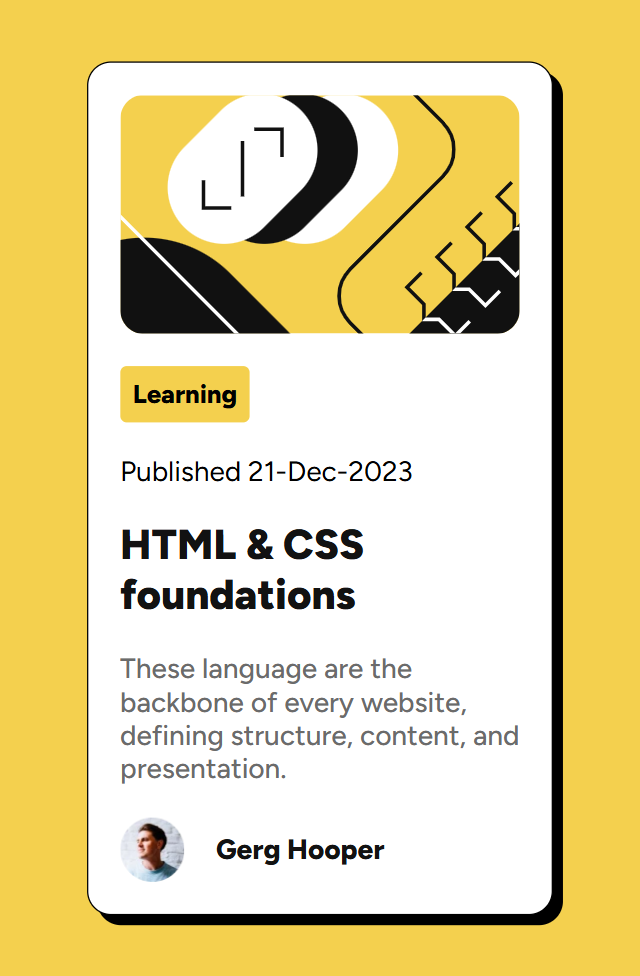 Learning
Published 21-Dec-2023
HTML & CSS
foundations
These language are the
backbone of every website,
defining structure, content, and
presentation.
Gerg Hooper